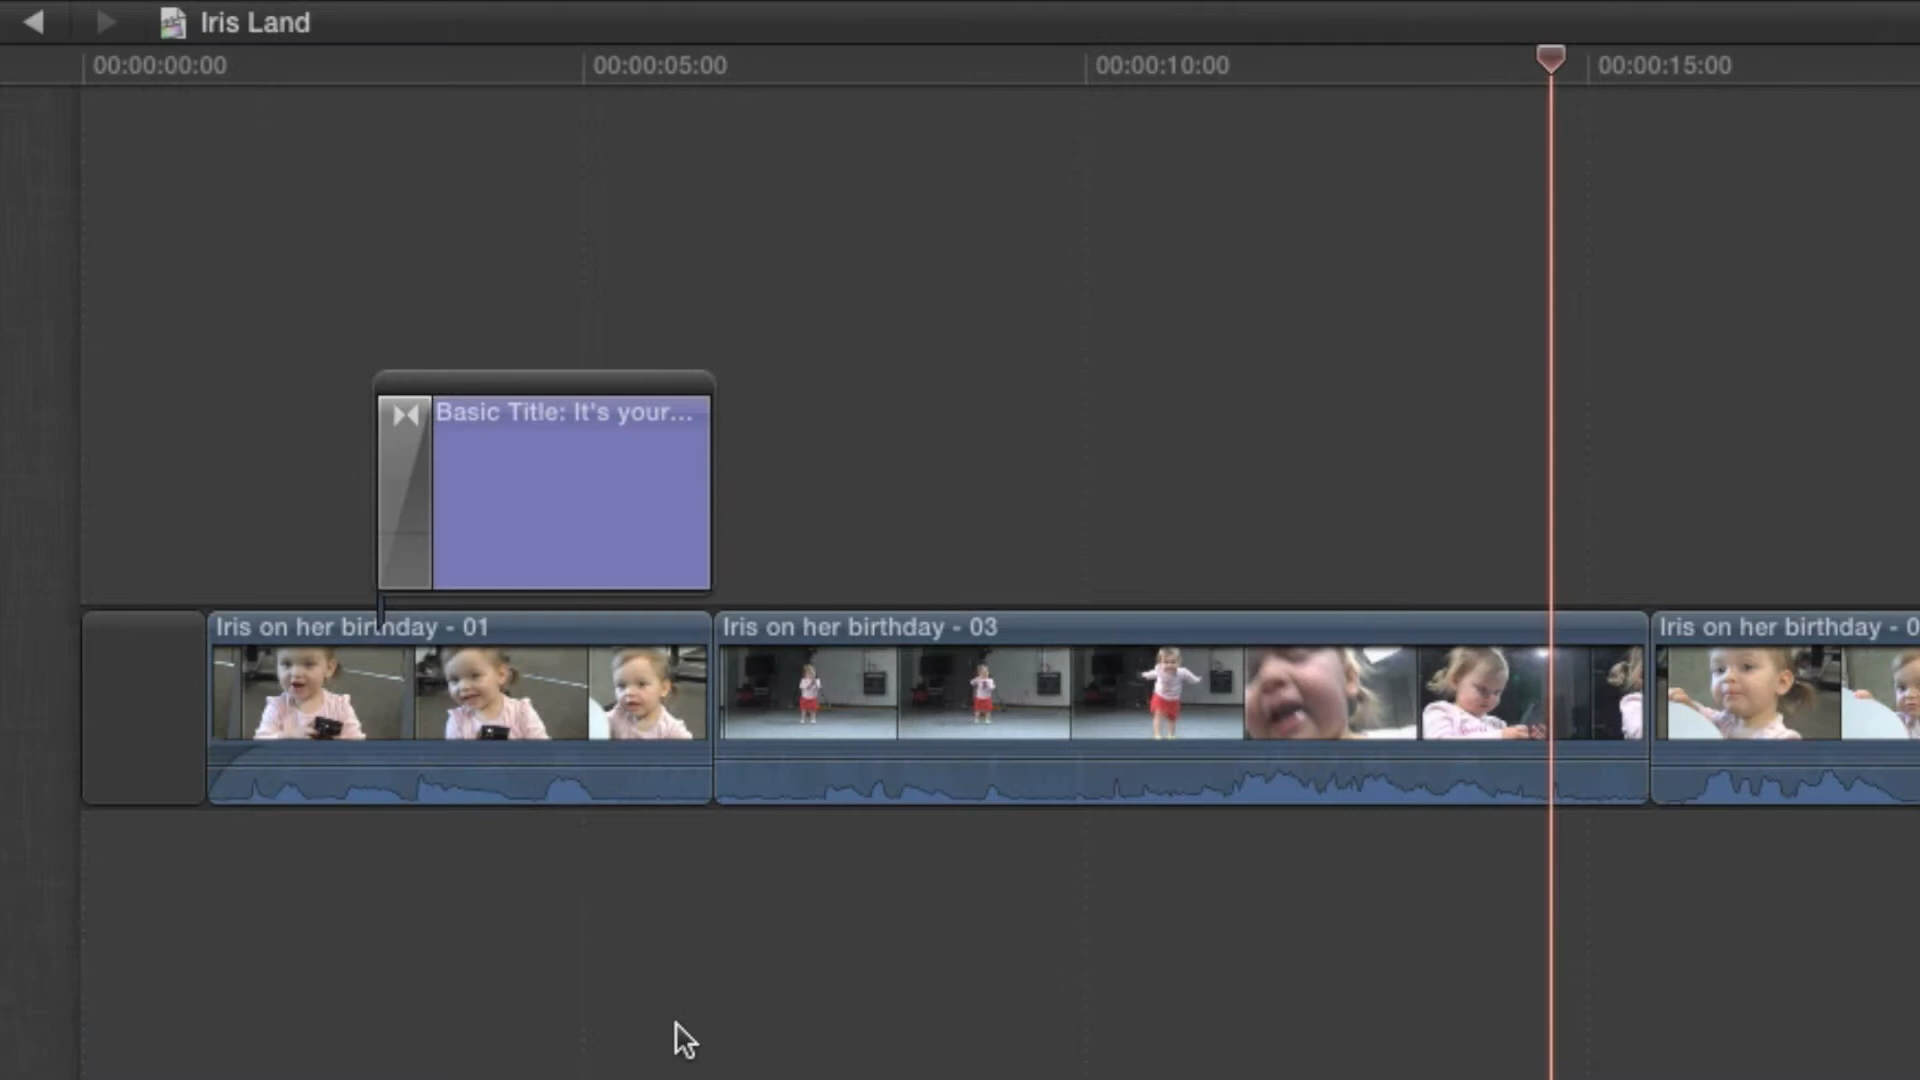 Iris Land
00:00:00:00
00:00:05:00
00:00:10:00
00:00:15:00
Basic Title: It's your...
Iris on her birthday - 01
Iris on her birthday - 03
Iris on her birthday - 0